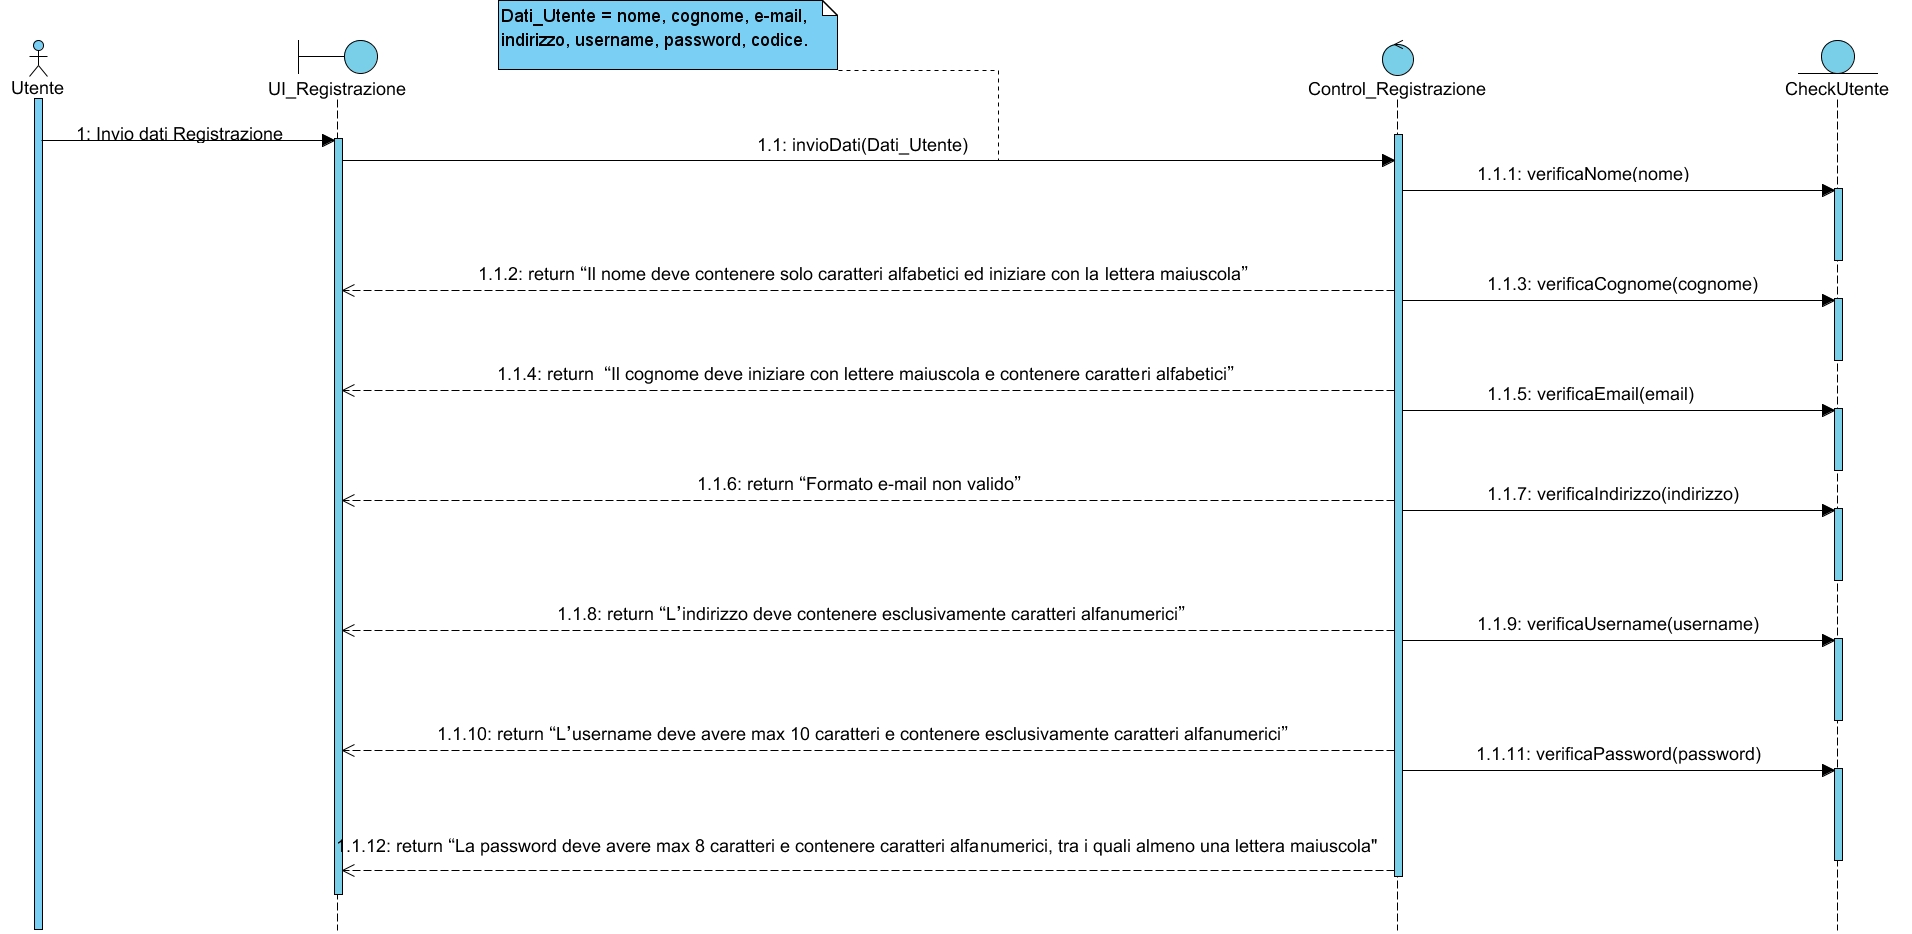 Dati_Utente = nome, cognome, e-mail,
indirizzo, username, password, codice.
Utente
UI_Registrazione
Control_Registrazione
CheckUtente
1: Invio dati Registrazione
1.1: invioDati(Dati_Utente)
1.1.1: verificaNome(nome)
1.1.2: return “Il nome deve contenere solo caratteri alfabetici ed iniziare con la lettera maiuscola”
1.1.3: verificaCognome(cognome)
1.1.4: return “Il cognome deve iniziare con lettere maiuscola e contenere caratteri alfabetici”
1.1.5: verificaEmail(email)
1.1.6: return “Formato e-mail non valido”
1.1.7: verificaIndirizzo(indirizzo)
1.1.8: return “L’indirizzo deve contenere esclusivamente caratteri alfanumerici”
1.1.9: verificaUsername(username)
1.1.10: return “L’username deve avere max 10 caratteri e contenere esclusivamente caratteri alfanumerici”
1.1.11: verificaPassword(password)
1.1.12: return “La password deve avere max 8 caratteri e contenere caratteri alfanumerici, tra i quali almeno una lettera maiuscola"